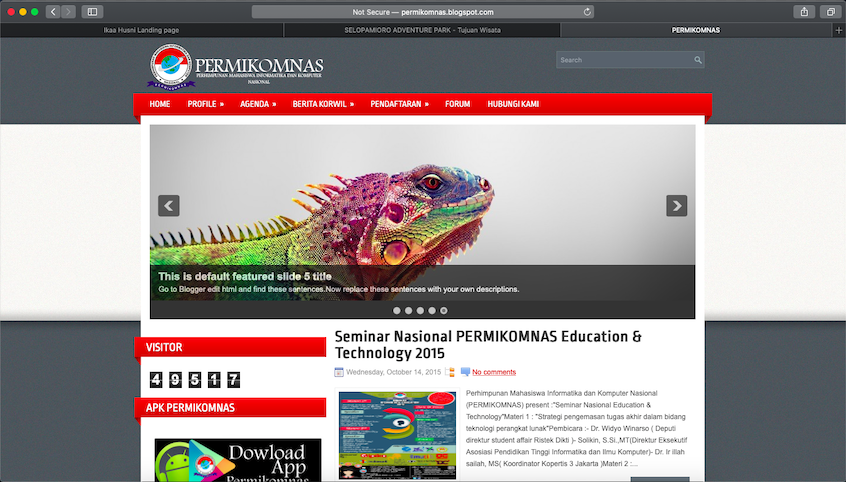 Not Secure — permikomnas.blogspot.com
Ikaa Husni Landing page
SELOPAMIORO ADVENTURE PARK - Tujuan Wisata
PERMIKOMNAS
PERMIKOMNAS
PERHIMPUNAN MAHASISWA INFORMATIKA DAN KOMPUTER
NASIONAL
Search
HOME PROFILE » AGENDA » BERITA KORWIL » PENDAFTARAN » FORUM HUBUNGI KAMI
This is default featured slide 5 title
Go to Blogger edit html and find these sentences.Now replace these sentences with your own descriptions.
VISITOR
4 9 5 1 7
APK PERMIKOMNAS
Dowload
App
Permikomnas
Seminar Nasional PERMIKOMNAS Education &
Technology 2015
Wednesday, October 14, 2015 No comments
Perhimpunan Mahasiswa Informatika dan Komputer Nasional
(PERMIKOMNAS) present :"Seminar Nasional Education &
Technology"Materi 1 : "Strategi pengemasan tugas akhir dalam bidang
teknologi perangkat lunak"Pembicara :- Dr. Widyo Winarso ( Deputi
direktur student affair Ristek Dikti )- Solikin, S.Si.,MT(Direktur Eksekutif
Asosiasi Pendidikan Tinggi Informatika dan Ilmu Komputer)- Dr. Ir illah
sailah, MS( Koordinator Kopertis 3 Jakarta )Materi 2 :...